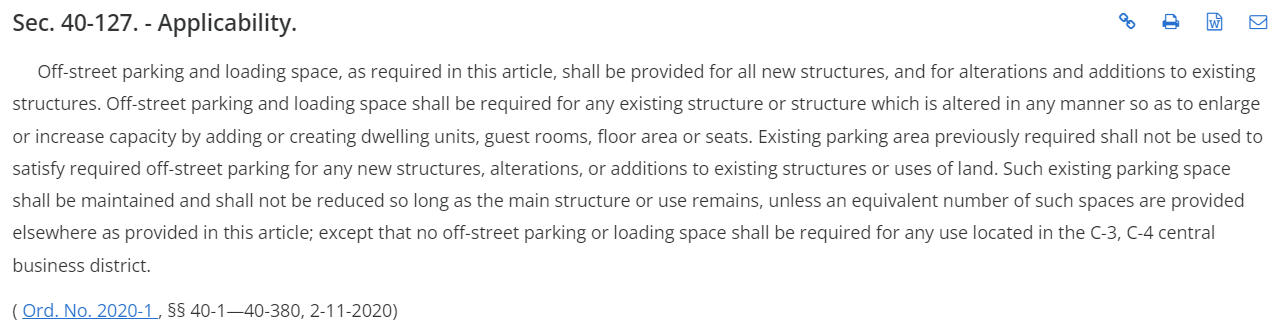 Sec. 40-127. - Applicability.
Off-street parking and loading space, as required in this article, shall be provided for all new structures, and for alterations and additions to existing
structures. Off-street parking and loading space shall be required for any existing structure or structure which is altered in any manner so as to enlarge
or increase capacity by adding or creating dwelling units, guest rooms, floor area or seats. Existing parking area previously required shall not be used to
satisfy required off-street parking for any new structures, alterations, or additions to existing structures or uses of land. Such existing parking space
shall be maintained and shall not be reduced so long as the main structure or use remains, unless an equivalent number of such spaces are provided
elsewhere as provided in this article; except that no off-street parking or loading space shall be required for any use located in the C-3, C-4 central
business district.
( Ord. No. 2020-1 , §§ 40-1—40-380, 2-11-2020)